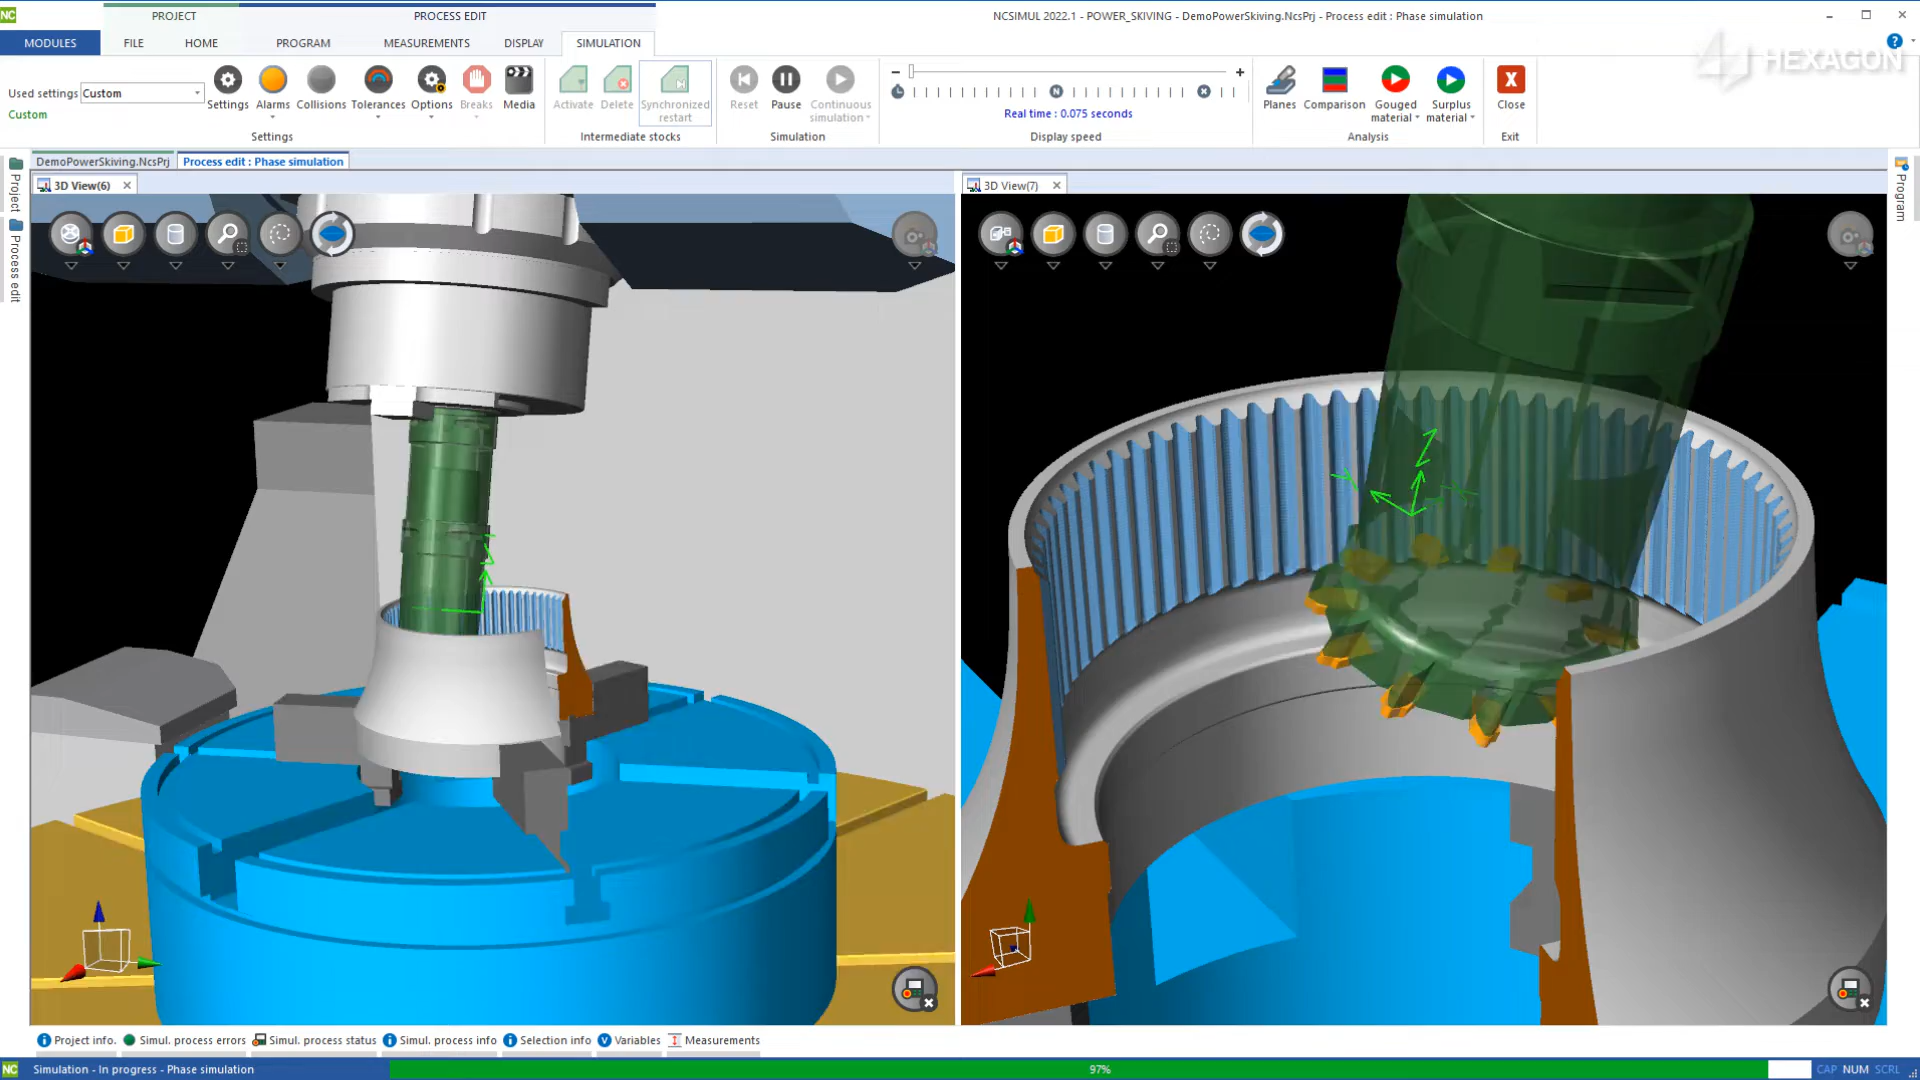 NC
PROJECT
PROCESS EDIT
NCSIMUL 2022.1 - POWER_SKIVING - DemoPowerSkiving.NcsPrj - Process edit : Phase simulation
MODULES
FILE
HOME
PROGRAM
MEASUREMENTS
DISPLAY
SIMULATION
?
HEXAGON
Used settings
Custom
Custom
Settings
Alarms
Collisions
Tolerances
Options
Breaks
Media
Settings
Activate
Delete
Synchronized restart
Intermediate stocks
Reset
Pause
Continuous simulation
Simulation
N
Real time : 0.075 seconds
Display speed
Planes
Comparison
Gouged material
Surplus material
Analysis
X
Close
Exit
DemoPowerSkiving.NcsPrj
Process edit : Phase simulation
3D View(6)
3D View(7)
Project
Process edit
Program
Z
Z
Project info.
Simul. process errors
Simul. process status
Simul. process info
Selection info
V
Variables
Measurements
NC
Simulation - In progress - Phase simulation
97%
CAP
NUM
SCRL